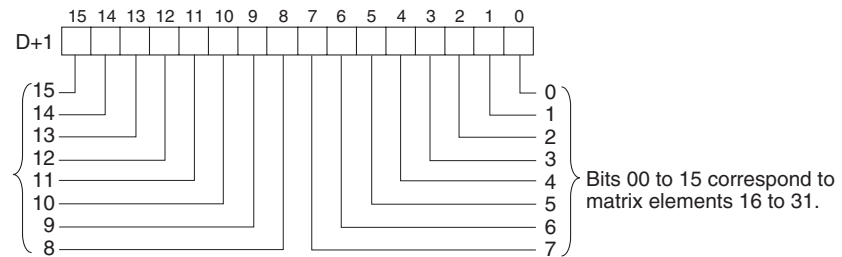 15 14 13 12 11 10 9 8 7 6 5 4 3 2 1 0
D+1
15 0
14 1
13 2
12 3
11 4
10 5
9 6
8 7
Bits 00 to 15 correspond to
matrix elements 16 to 31.